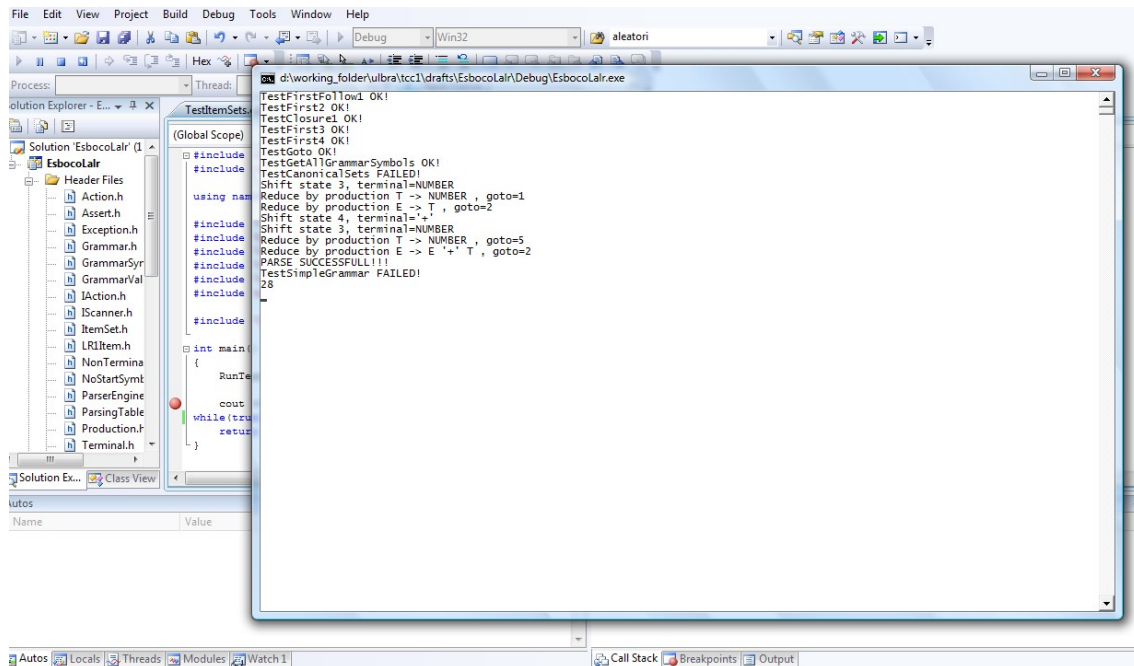 File Edit View Project Build Debug Tools Window Help
Debug Win32 aleatori
Hex
Process: Thread:
Solution Explorer - E...
TestItemSets.
(Global Scope)
Solution 'EsbocoLalr' (1
EsbocoLalr
Header Files
Action.h
Assert.h
Exception.h
Grammar.h
GrammarSyr
GrammarVal
IAction.h
IScanner.h
ItemSet.h
LR1Item.h
NonTermina
NoStartSymb
ParserEngine
ParsingTable
Production.h
Terminal.h
Solution Ex... Class View
#include
#include
using nam
#include
#include
#include
#include
#include
#include
#include
int main(
{
RunTe
cout
while(tru
retur
}
d:\working_folder\ulbra\tcc1\drafts\EsbocoLalr\Debug\EsbocoLalr.exe
TestFirstFollow1 OK!
TestFirst2 OK!
TestClosure1 OK!
TestFirst3 OK!
TestFirst4 OK!
TestGoto OK!
TestGetAllGrammarSymbols OK!
TestCanonicalSets FAILED!
Shift state 3, terminal=NUMBER
Reduce by production T -> NUMBER , goto=1
Reduce by production E -> T , goto=2
Shift state 4, terminal='+'
Shift state 3, terminal=NUMBER
Reduce by production T -> NUMBER , goto=5
Reduce by production E -> E '+' T , goto=2
PARSE SUCCESSFULL!!!
TestSimpleGrammar FAILED!
28
Autos
Name Value
Autos Locals Threads Modules Watch 1
Call Stack Breakpoints Output